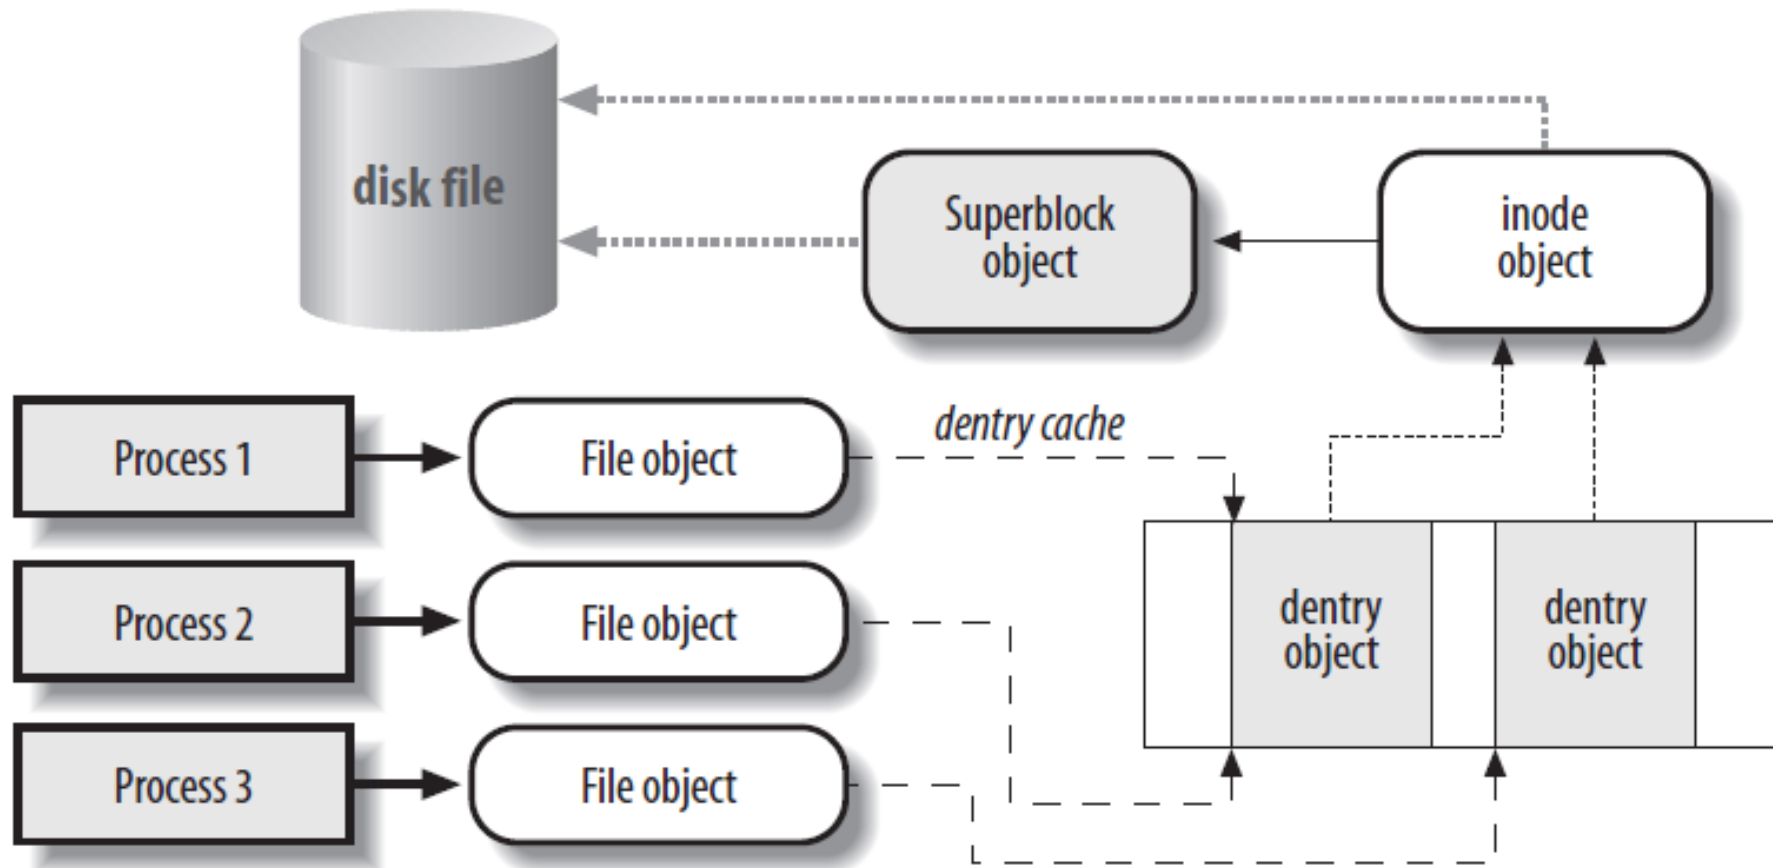 disk file
Superblock
object
inode
object
Process 1
File object
dentry cache
Process 2
File object
dentry
object
dentry
object
Process 3
File object